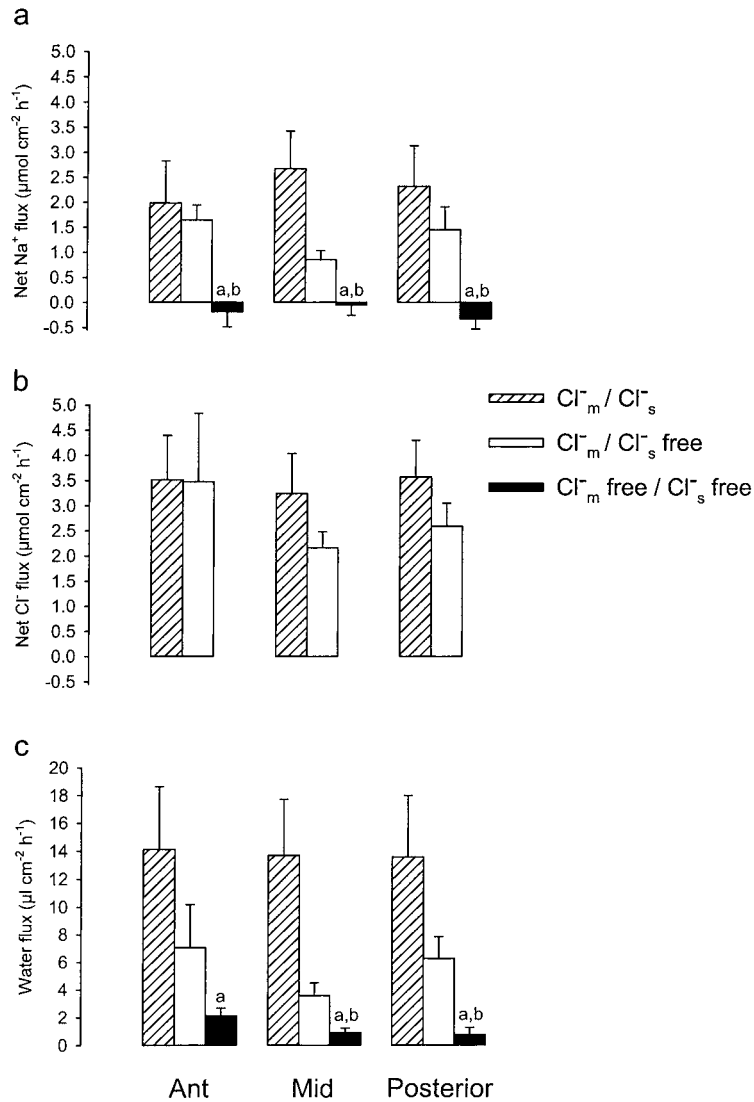 a
Net Na⁺ flux (µmol cm⁻² h⁻¹)
5.0
4.5
4.0
3.5
3.0
2.5
2.0
1.5
1.0
0.5
0.0
-0.5
a,b
a,b
a,b
b
Net Cl⁻ flux (µmol cm⁻² h⁻¹)
5.0
4.5
4.0
3.5
3.0
2.5
2.0
1.5
1.0
0.5
0.0
-0.5
Cl⁻m / Cl⁻s
Cl⁻m / Cl⁻s free
Cl⁻m free / Cl⁻s free
c
Water flux (µl cm⁻² h⁻¹)
20
18
16
14
12
10
8
6
4
2
0
a
a,b
a,b
Ant Mid Posterior